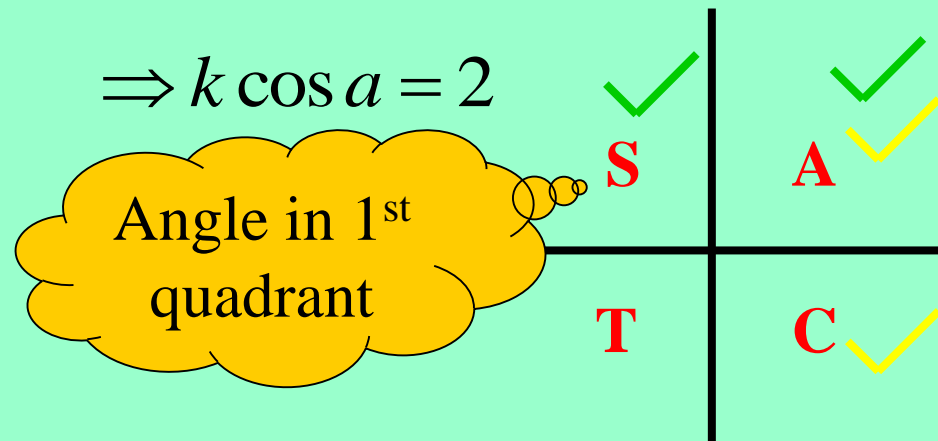 ⇒ k cos a = 2
S A
Angle in 1st
quadrant
T C